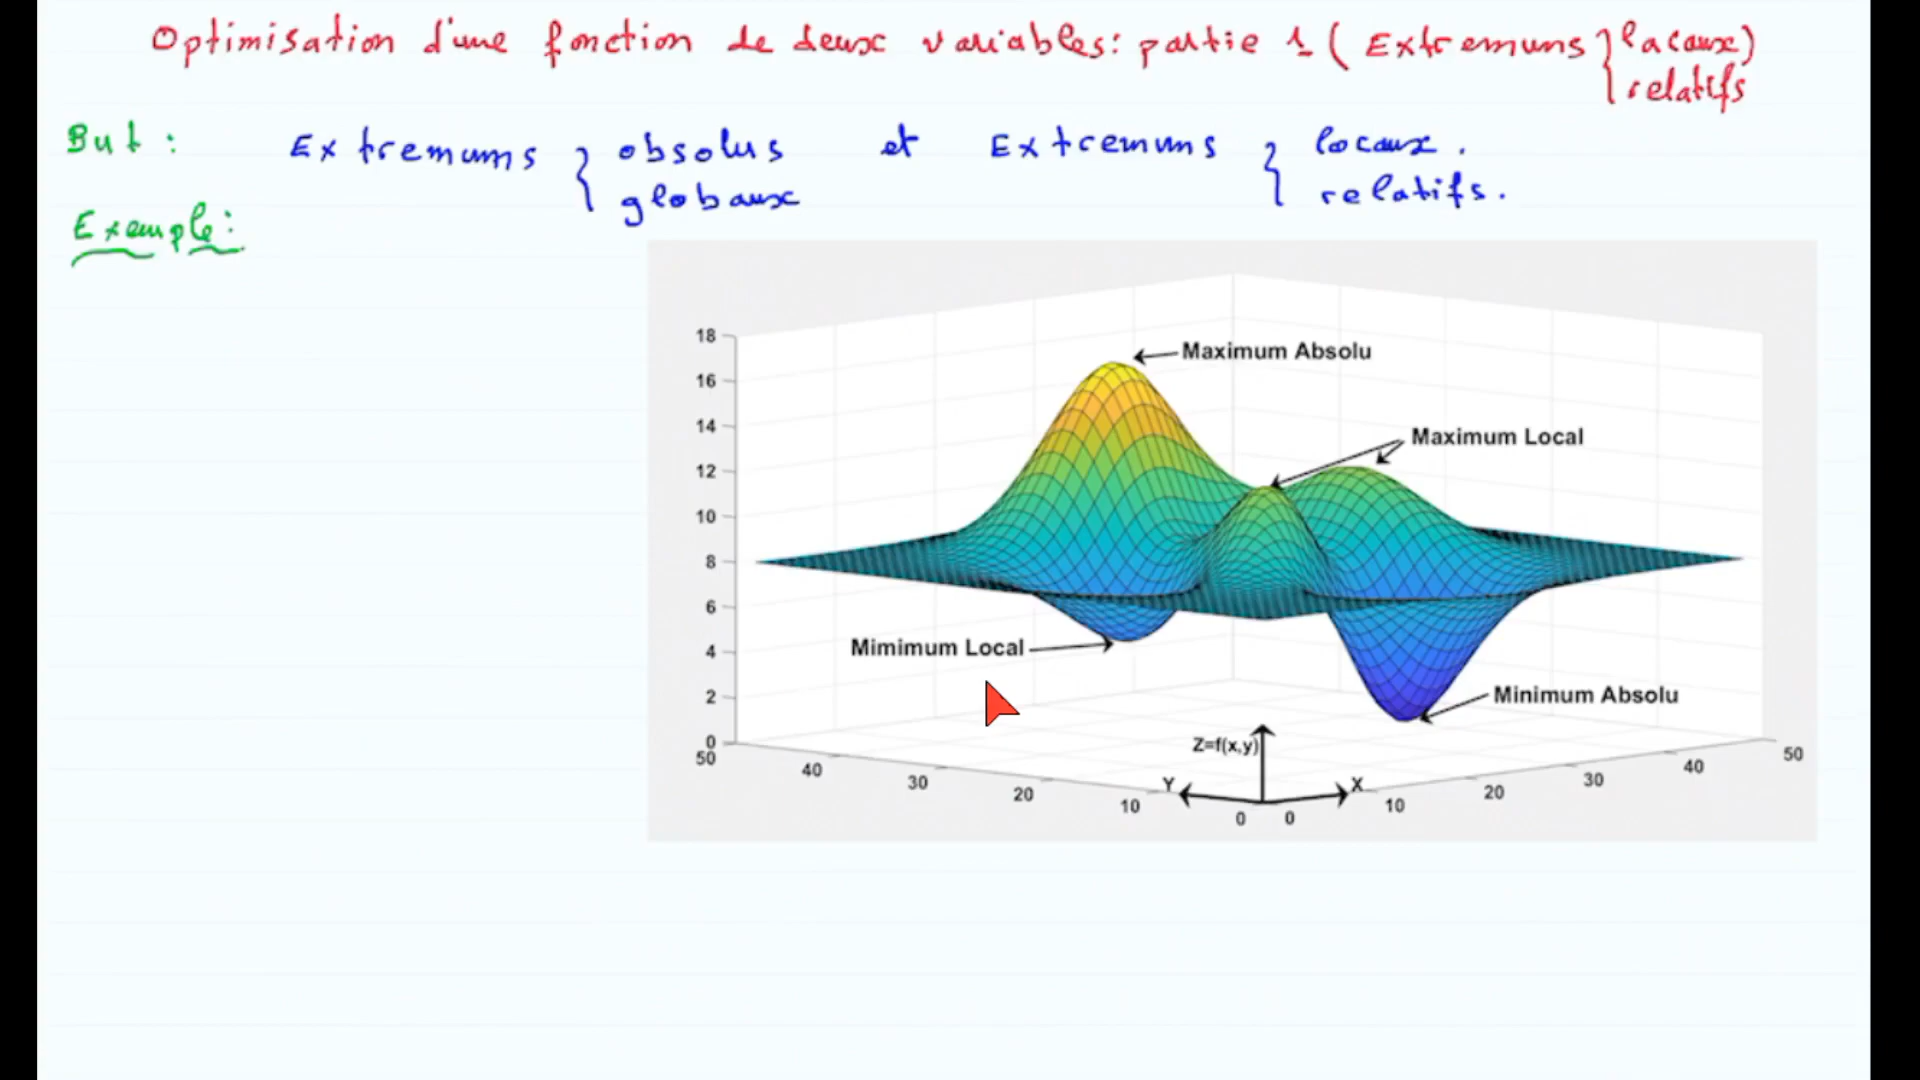 Optimisation d'une fonction de deux variables: partie 1 ( Extremums { locaux )
relatifs
But : Extremums { absolus et Extremums { locaux .
globaux relatifs .
Exemple :
18
Maximum Absolu
16
14
Maximum Local
12
10
8
6
4
Mimimum Local
2
Minimum Absolu
0
Z=f(x,y)
50 40 30 20 10 0
Y X
0 10 20 30 40 50